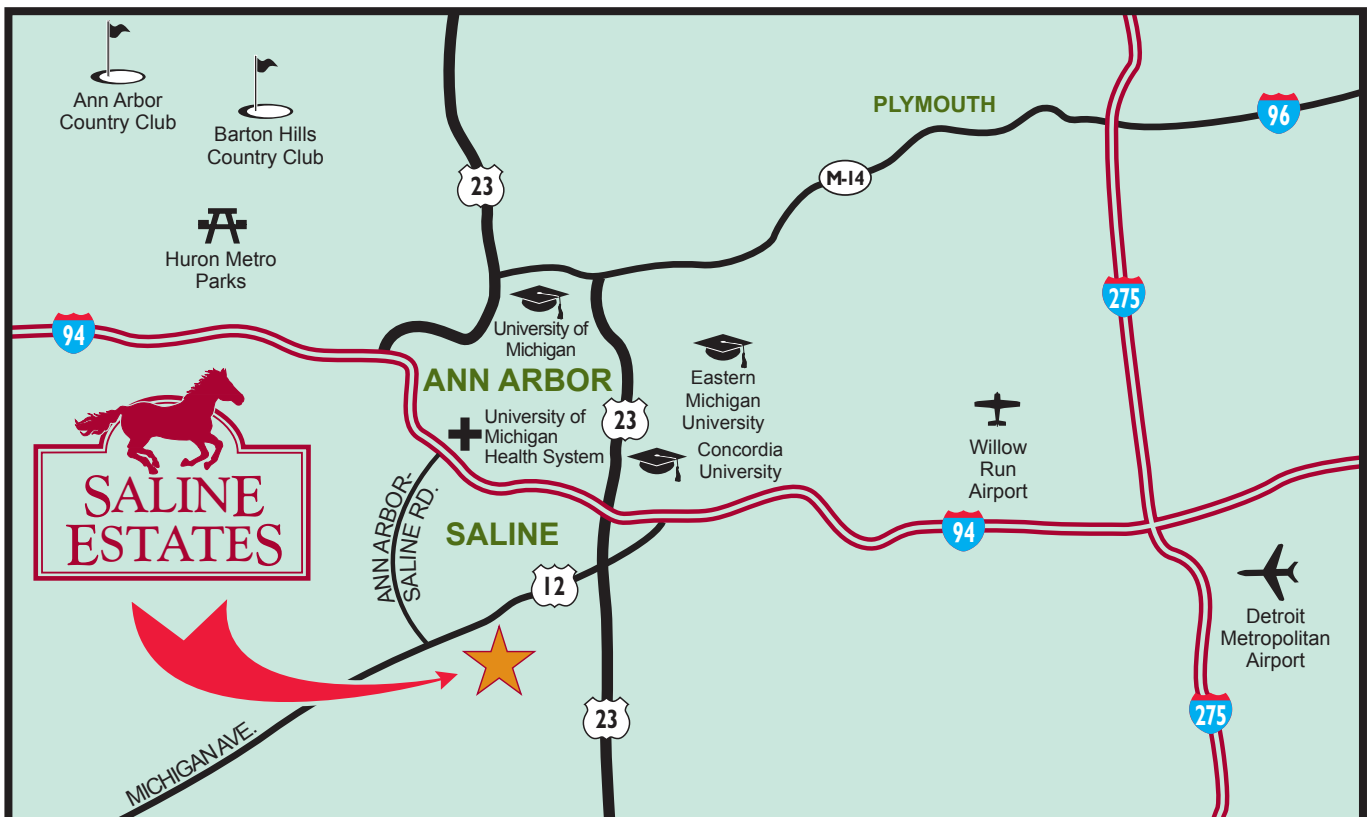 Ann Arbor
Country Club
Barton Hills
Country Club
PLYMOUTH
96
23
M-14
Huron Metro
Parks
275
94
University of
Michigan
ANN ARBOR
Eastern
Michigan
University
23
University of
Michigan
Health System
Concordia
University
Willow
Run
Airport
SALINE
ESTATES
ANN ARBOR-
SALINE RD.
SALINE
94
12
Detroit
Metropolitan
Airport
23
275
MICHIGAN AVE.